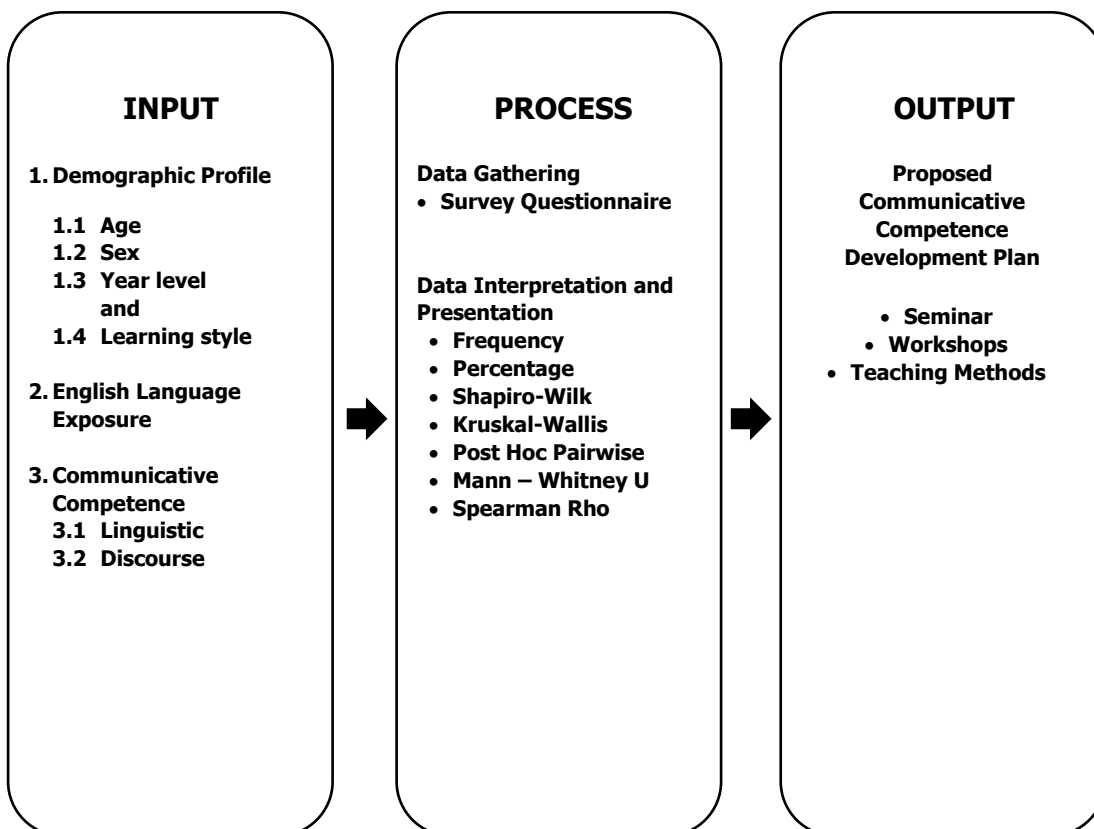 INPUT
1. Demographic Profile
1.1 Age
1.2 Sex
1.3 Year level
and
1.4 Learning style
2. English Language
Exposure
3. Communicative
Competence
3.1 Linguistic
3.2 Discourse
PROCESS
Data Gathering
• Survey Questionnaire
Data Interpretation and
Presentation
• Frequency
• Percentage
• Shapiro-Wilk
• Kruskal-Wallis
• Post Hoc Pairwise
• Mann – Whitney U
• Spearman Rho
OUTPUT
Proposed
Communicative
Competence
Development Plan
• Seminar
• Workshops
• Teaching Methods